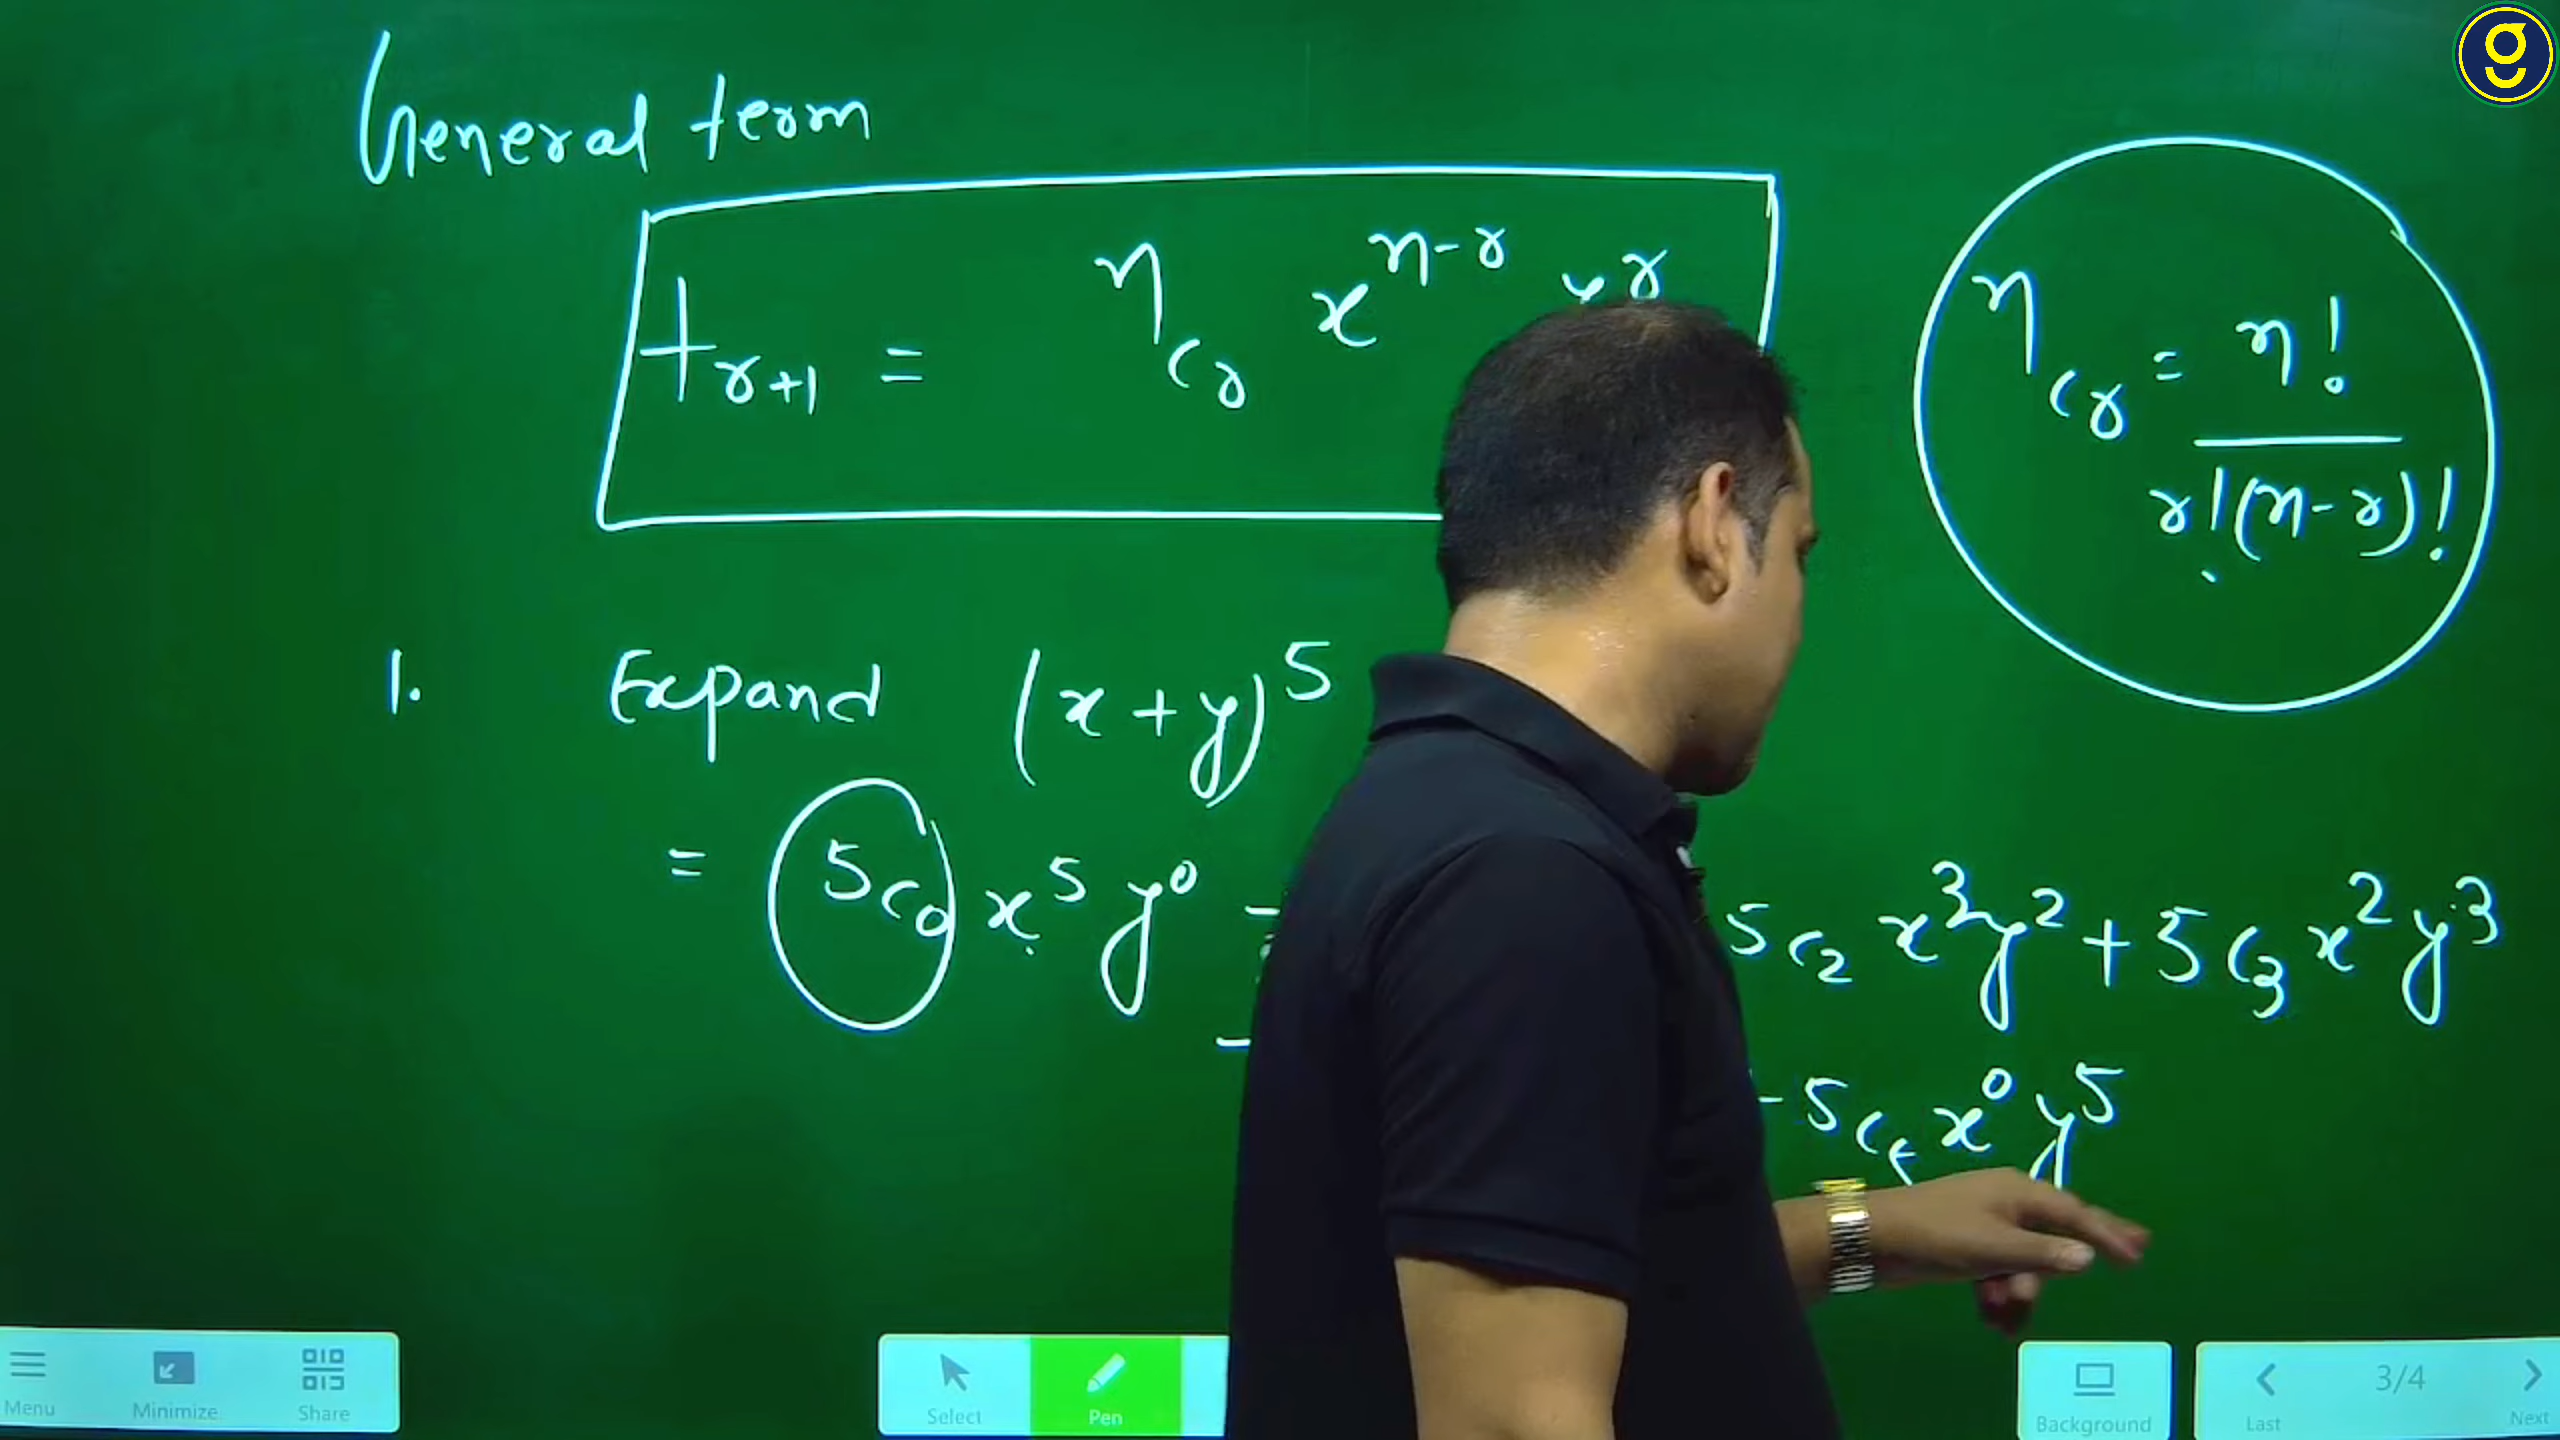 General term
t_{r+1} = ^nC_r x^{n-r} y^r
^nC_r = n! / r!(n-r)!
1. Expand (x+y)^5
= 5C_0 x^5 y^0 5C_2 x^3 y^2 + 5C_3 x^2 y^3
5C_5 x^0 y^5
Menu Minimize Share Select Pen Background Last 3/4 Next
g